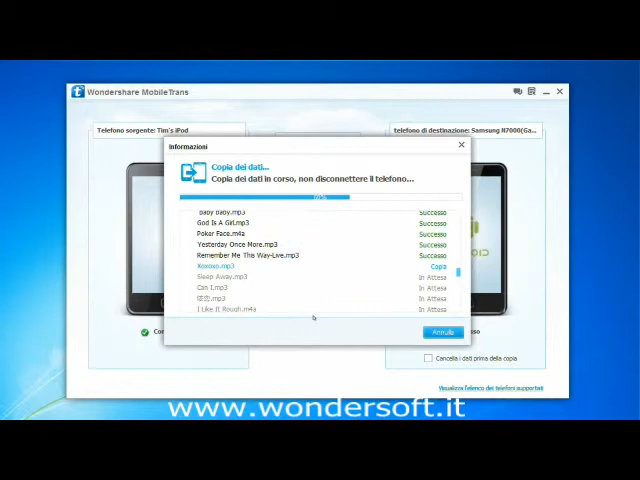 Wondershare MobileTrans
Telefono sorgente: Tim's iPod
telefono di destinazione: Samsung N7000(Ga...
Informazioni
Copia dei dati...
Copia dei dati in corso, non disconnettere il telefono...
baby baby.mp3 Successo
God Is A Girl.mp3 Successo
Poker Face.m4a Successo
Yesterday Once More.mp3 Successo
Remember Me This Way-Live.mp3 Successo
Xoxoxo.mp3 Copia
Sleep Away.mp3 In Attesa
Can I.mp3 In Attesa
.mp3 In Attesa
I Like It Rough.m4a In Attesa
Annulla
Cancella i dati prima della copia
Visualizza l'elenco dei telefoni supportati
www.wondersoft.it